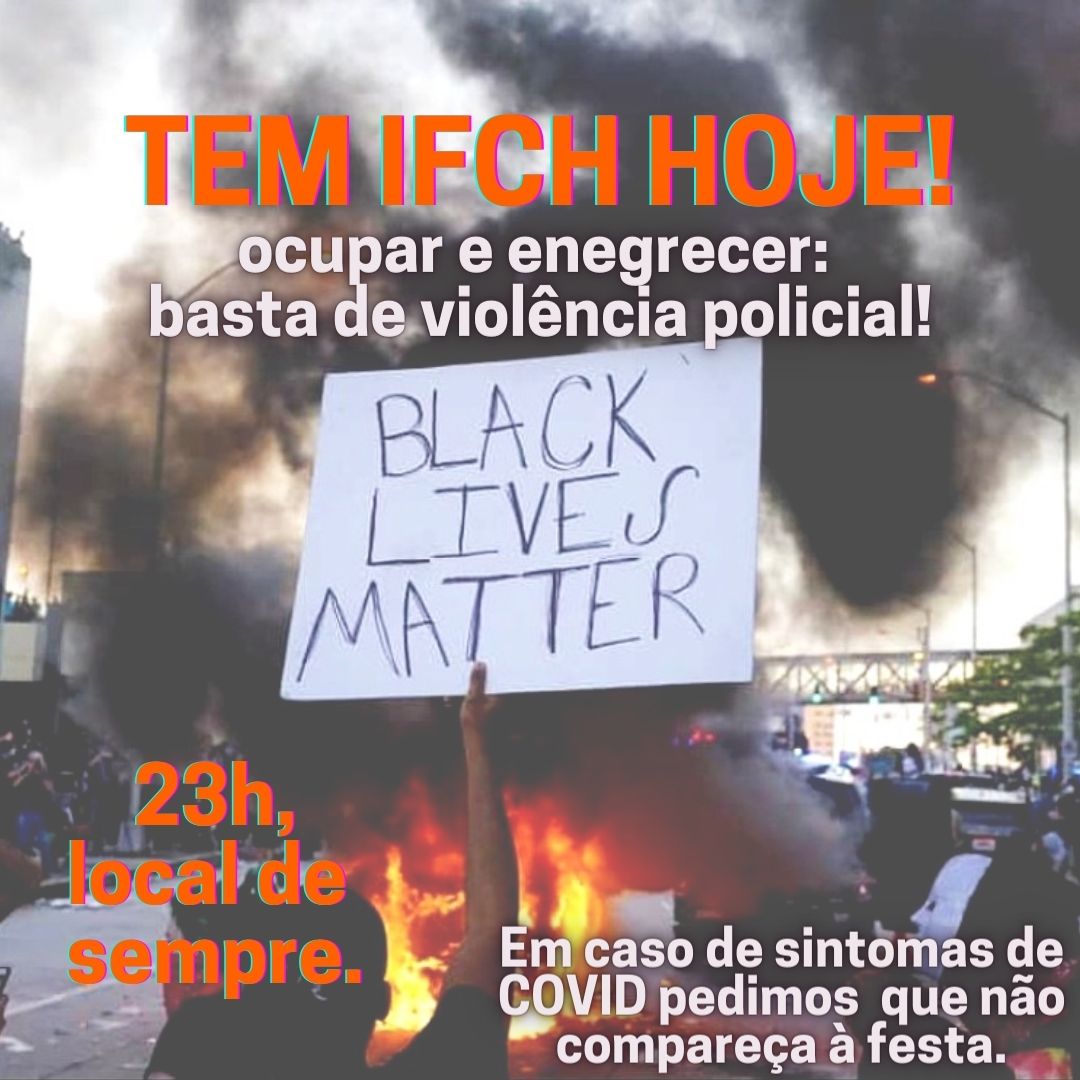 TEM IFCH HOJE!
ocupar e enegrecer:
basta de violência policial!
BLACK
LIVES
MATTER
23h,
local de
sempre.
Em caso de sintomas de
COVID pedimos que não
compareça à festa.